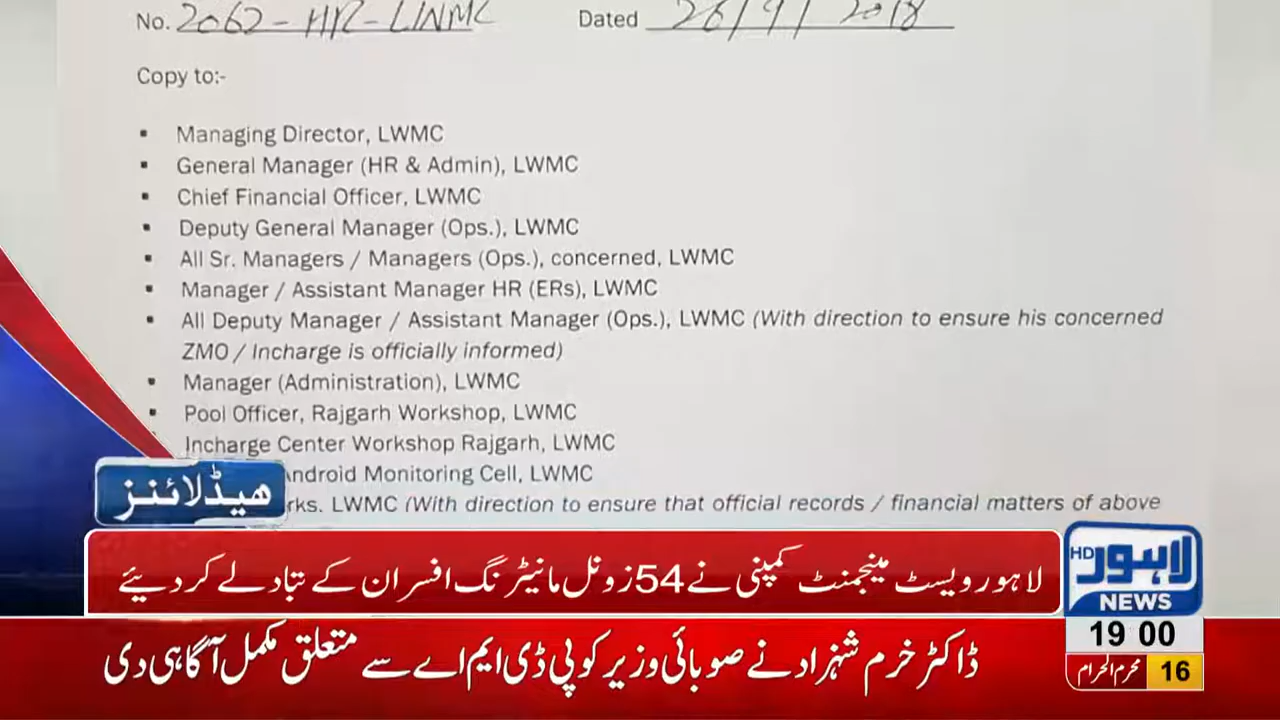 No. 2062-HR-LWMC Dated 26/9/2018
Copy to:-
▪ Managing Director, LWMC
▪ General Manager (HR & Admin), LWMC
▪ Chief Financial Officer, LWMC
▪ Deputy General Manager (Ops.), LWMC
▪ All Sr. Managers / Managers (Ops.), concerned, LWMC
▪ Manager / Assistant Manager HR (ERs), LWMC
▪ All Deputy Manager / Assistant Manager (Ops.), LWMC (With direction to ensure his concerned
ZMO / Incharge is officially informed)
▪ Manager (Administration), LWMC
▪ Pool Officer, Rajgarh Workshop, LWMC
Incharge Center Workshop Rajgarh, LWMC
Android Monitoring Cell, LWMC
rks. LWMC (With direction to ensure that official records / financial matters of above
ھیڈلائنز
لاہور ویسٹ مینجمنٹ کمپنی نے 54 زونل مانیٹرنگ افسران کے تبادلے کر دیئے
لاہور HD
NEWS
19 00
16 محرم الحرام
ڈاکٹر خرم شہزاد نے صوبائی وزیر کو پی ڈی ایم اے سے متعلق مکمل آگاہی دی